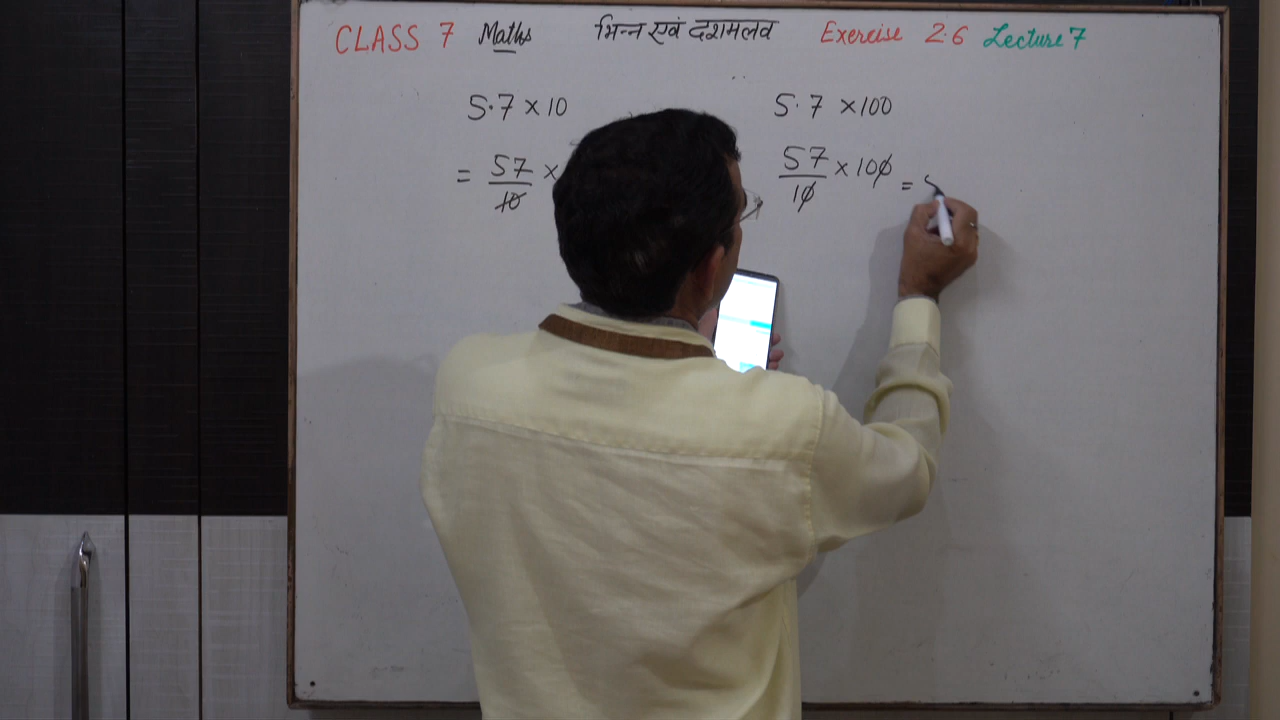 CLASS 7 Maths भिन्न एवं दशमलव Exercise 2.6 Lecture 7
5.7 × 10
= 57/10 ×
5.7 × 100
57/10 × 100 =